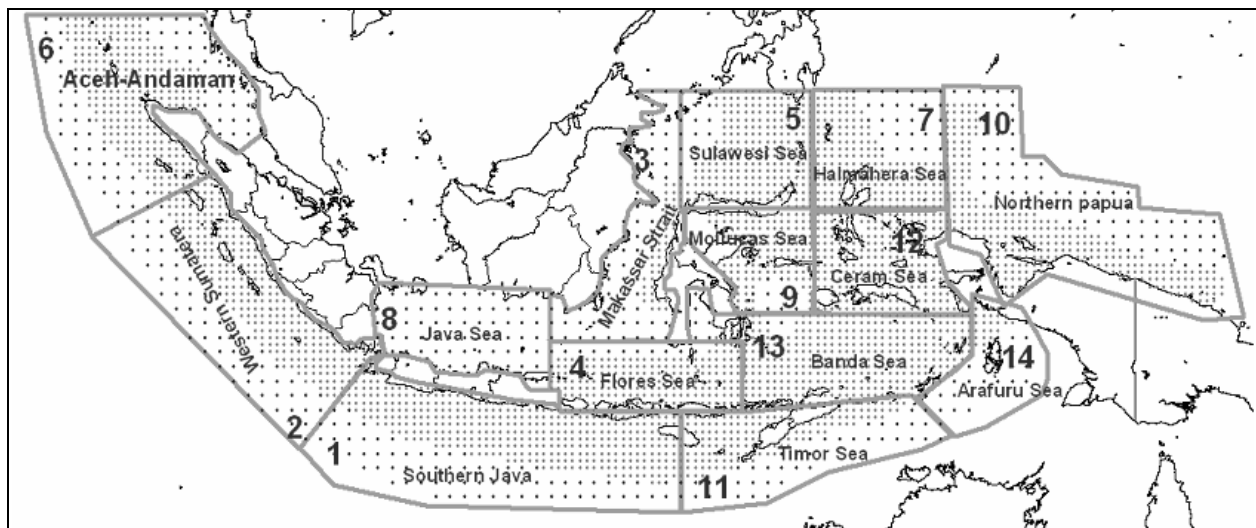 6
Aceh-Andaman
Western Sumatera
2
1
Southern Java
8
Java Sea
3
Makassar Strait
4
Flores Sea
5
Sulawesi Sea
7
Halmahera Sea
10
Northern papua
Mollucas Sea
9
12
Ceram Sea
13
Banda Sea
14
Arafuru Sea
11
Timor Sea